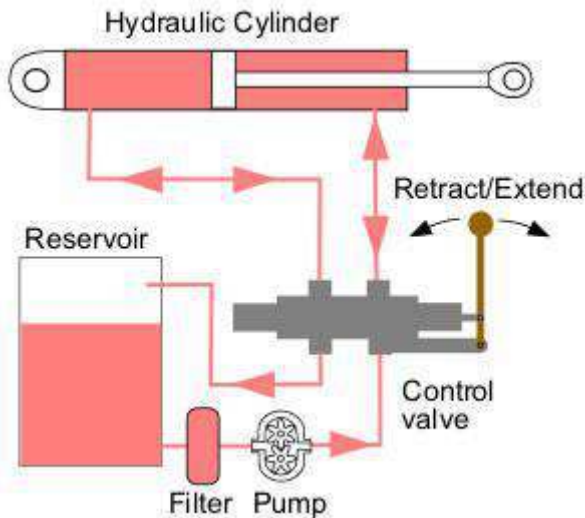 Hydraulic Cylinder
Retract/Extend
Reservoir
Control
valve
Filter
Pump